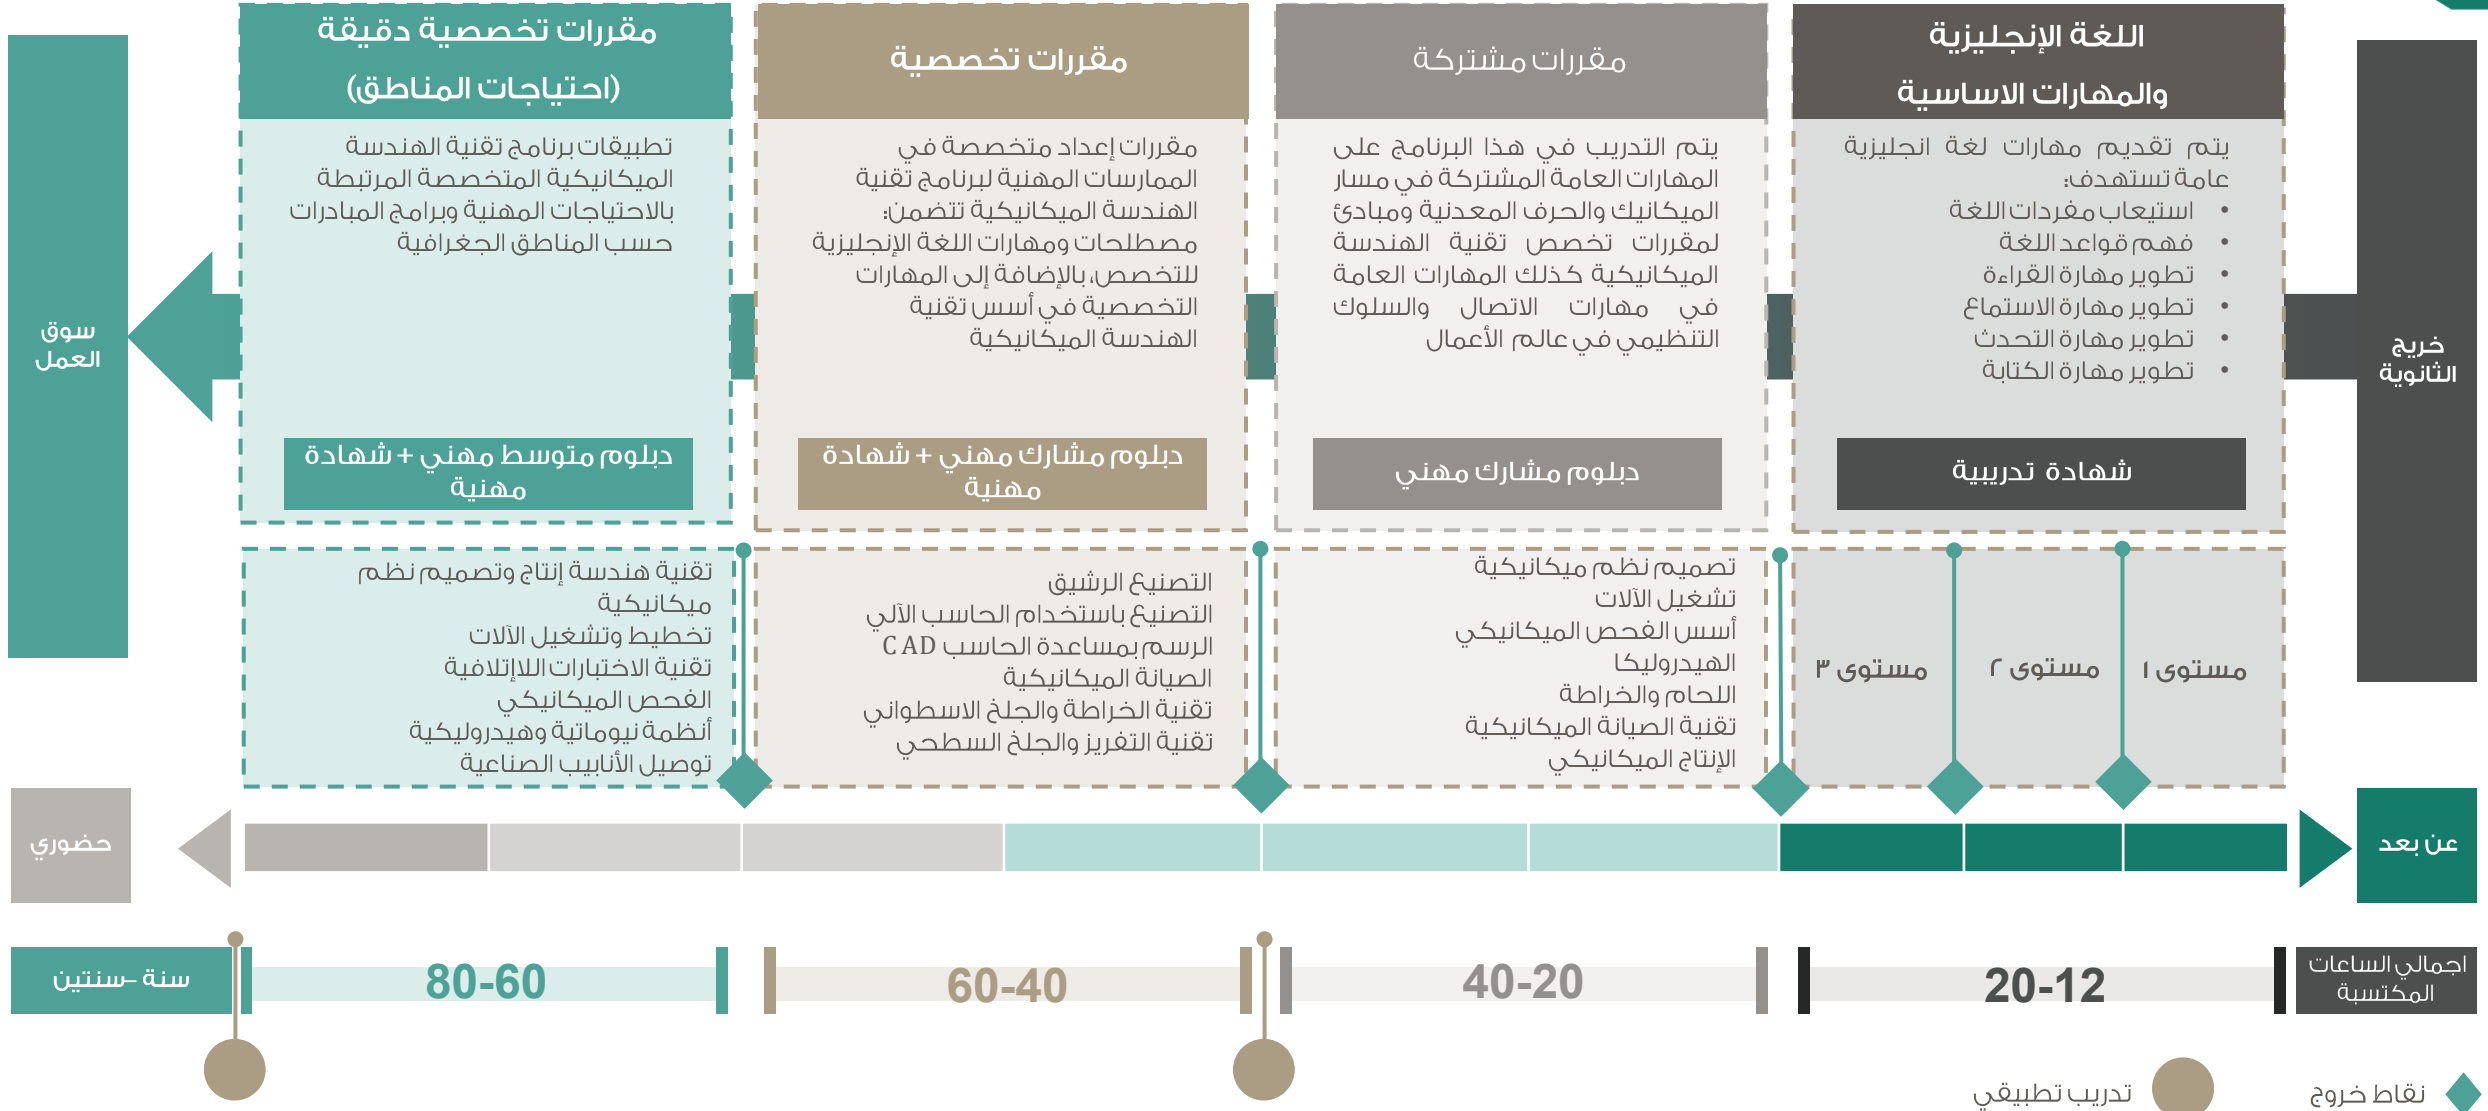 خريج
الثانوية
اللغة الإنجليزية
والمهارات الاساسية
يتم تقديم مهارات لغة انجليزية
عامة تستهدف:
• استيعاب مفردات اللغة
• فهم قواعد اللغة
• تطوير مهارة القراءة
• تطوير مهارة الاستماع
• تطوير مهارة التحدث
• تطوير مهارة الكتابة
شهادة تدريبية
مقررات مشتركة
يتم التدريب في هذا البرنامج على
المهارات العامة المشتركة في مسار
الميكانيك والحرف المعدنية ومبادئ
لمقررات تخصص تقنية الهندسة
الميكانيكية كذلك المهارات العامة
في مهارات الاتصال والسلوك
التنظيمي في عالم الأعمال
دبلوم مشارك مهني
مقررات تخصصية
مقررات إعداد متخصصة في
الممارسات المهنية لبرنامج تقنية
الهندسة الميكانيكية تتضمن:
مصطلحات ومهارات اللغة الإنجليزية
للتخصص، بالإضافة إلى المهارات
التخصصية في أسس تقنية
الهندسة الميكانيكية
دبلوم مشارك مهني + شهادة
مهنية
مقررات تخصصية دقيقة
(احتياجات المناطق)
تطبيقات برنامج تقنية الهندسة
الميكانيكية المتخصصة المرتبطة
بالاحتياجات المهنية وبرامج المبادرات
حسب المناطق الجغرافية
دبلوم متوسط مهني + شهادة
مهنية
سوق
العمل
مستوى ١
مستوى ٢
مستوى ٣
تصميم نظم ميكانيكية
تشغيل الآلات
أسس الفحص الميكانيكي
الهيدروليكا
اللحام والخراطة
تقنية الصيانة الميكانيكية
الإنتاج الميكانيكي
التصنيع الرشيق
التصنيع باستخدام الحاسب الآلي
الرسم بمساعدة الحاسب CAD
الصيانة الميكانيكية
تقنية الخراطة والجلخ الاسطواني
تقنية التفريز والجلخ السطحي
تقنية هندسة إنتاج وتصميم نظم
ميكانيكية
تخطيط وتشغيل الآلات
تقنية الاختبارات اللاإتلافية
الفحص الميكانيكي
أنظمة نيوماتية وهيدروليكية
توصيل الأنابيب الصناعية
عن بعد
حضوري
اجمالي الساعات
المكتسبة
20-12
40-20
60-40
80-60
سنة –سنتين
نقاط خروج
تدريب تطبيقي